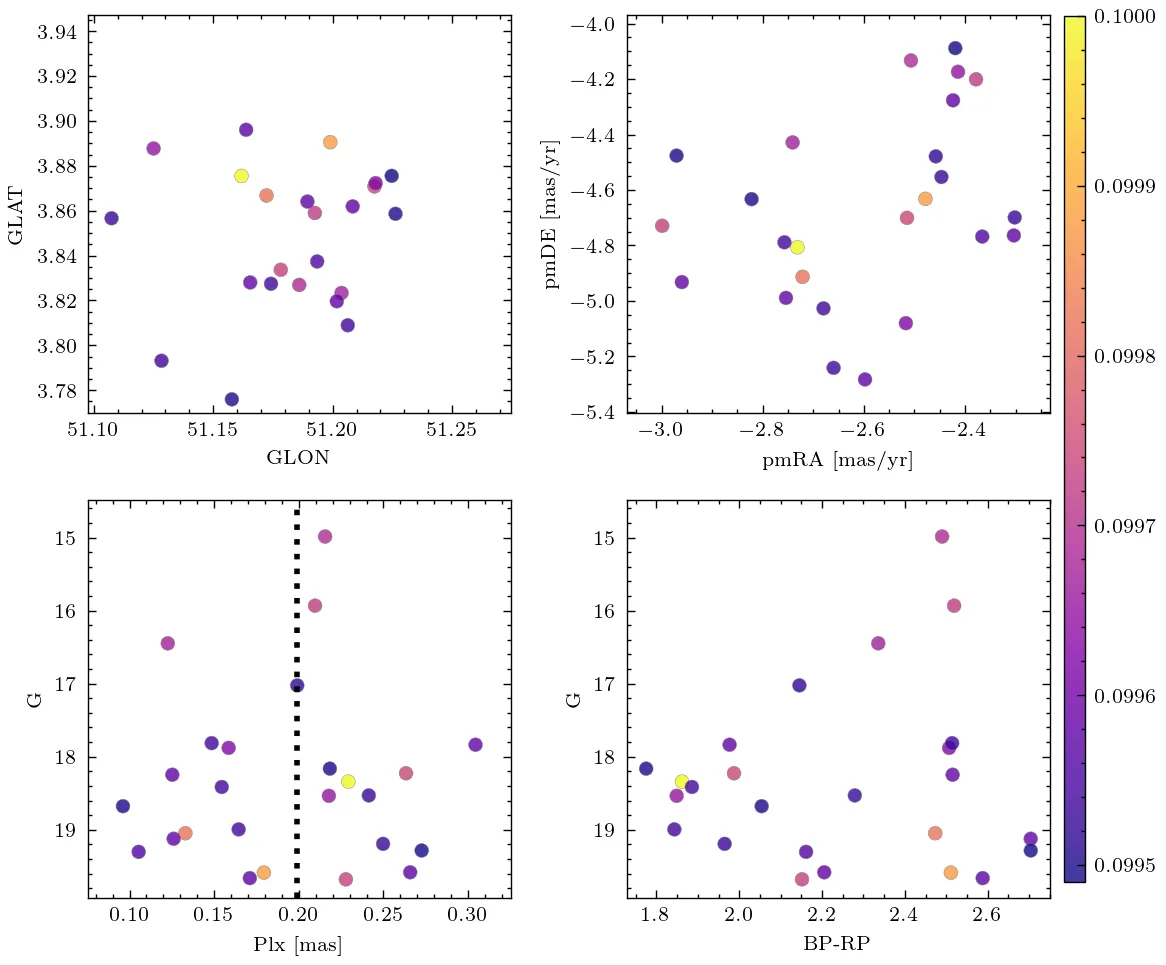 3.94
3.92
3.90
3.88
3.86
3.84
3.82
3.80
3.78
GLAT
51.10 51.15 51.20 51.25
GLON
−4.0
−4.2
−4.4
−4.6
−4.8
−5.0
−5.2
−5.4
pmDE [mas/yr]
−3.0 −2.8 −2.6 −2.4
pmRA [mas/yr]
0.1000
0.0999
0.0998
0.0997
0.0996
0.0995
15
16
17
18
19
G
0.10 0.15 0.20 0.25 0.30
Plx [mas]
15
16
17
18
19
G
1.8 2.0 2.2 2.4 2.6
BP-RP